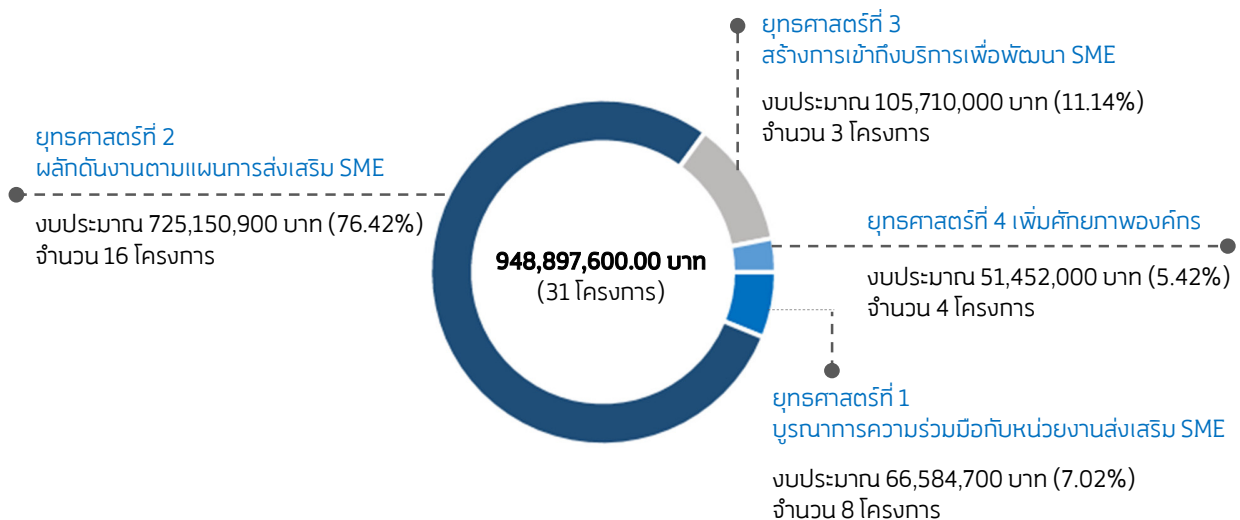 ยุทธศาสตร์ที่ 3
สร้างการเข้าถึงบริการเพื่อพัฒนา SME
งบประมาณ 105,710,000 บาท (11.14%)
จำนวน 3 โครงการ
ยุทธศาสตร์ที่ 2
ผลักดันงานตามแผนการส่งเสริม SME
งบประมาณ 725,150,900 บาท (76.42%)
จำนวน 16 โครงการ
948,897,600.00 บาท
(31 โครงการ)
ยุทธศาสตร์ที่ 4 เพิ่มศักยภาพองค์กร
งบประมาณ 51,452,000 บาท (5.42%)
จำนวน 4 โครงการ
ยุทธศาสตร์ที่ 1
บูรณาการความร่วมมือกับหน่วยงานส่งเสริม SME
งบประมาณ 66,584,700 บาท (7.02%)
จำนวน 8 โครงการ